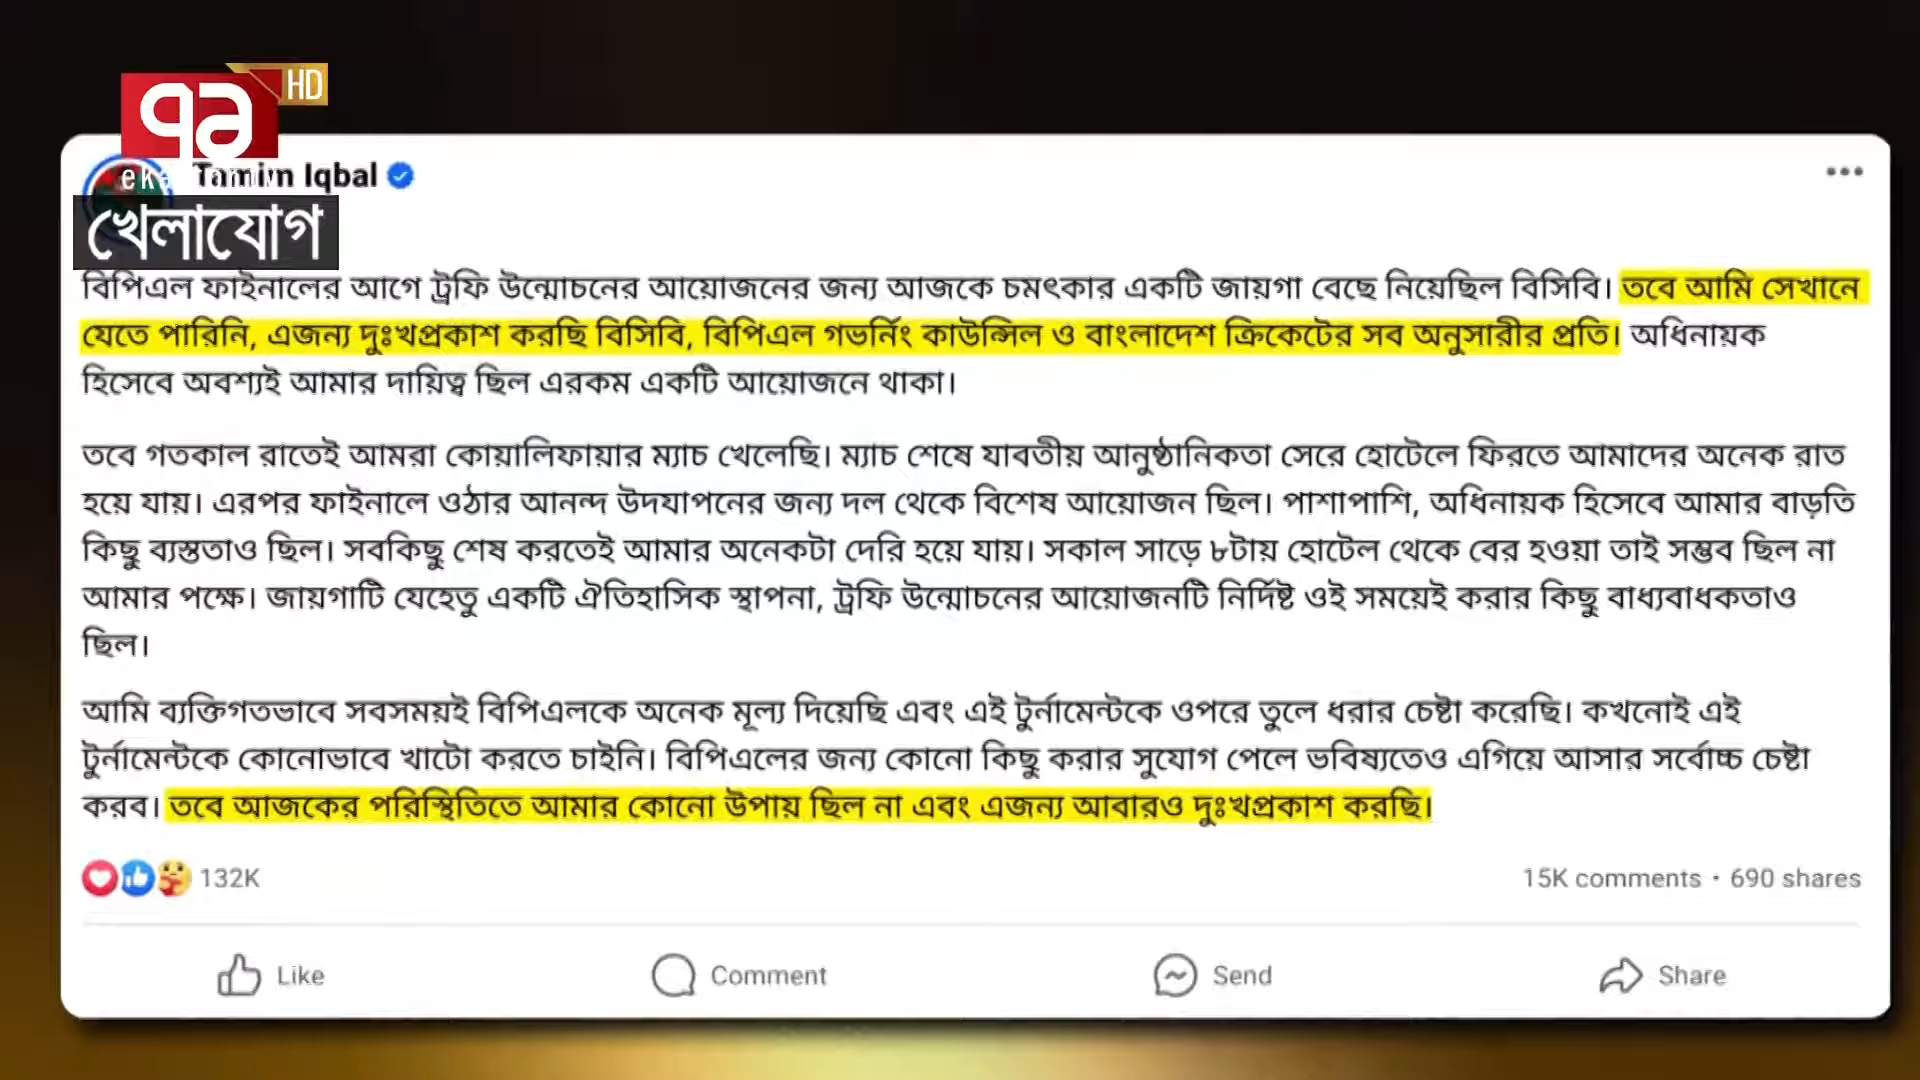 HD
খেলাযোগ
Tamim Iqbal
বিপিএল ফাইনালের আগে ট্রফি উন্মোচনের আয়োজনের জন্য আজকে চমৎকার একটি জায়গা বেছে নিয়েছিল বিসিবি। তবে আমি সেখানে
যেতে পারিনি, এজন্য দুঃখপ্রকাশ করছি বিসিবি, বিপিএল গভর্নিং কাউন্সিল ও বাংলাদেশ ক্রিকেটের সব অনুসারীর প্রতি। অধিনায়ক
হিসেবে অবশ্যই আমার দায়িত্ব ছিল এরকম একটি আয়োজনে থাকা।
তবে গতকাল রাতেই আমরা কোয়ালিফায়ার ম্যাচ খেলেছি। ম্যাচ শেষে যাবতীয় আনুষ্ঠানিকতা সেরে হোটেলে ফিরতে আমাদের অনেক রাত
হয়ে যায়। এরপর ফাইনালে ওঠার আনন্দ উদযাপনের জন্য দল থেকে বিশেষ আয়োজন ছিল। পাশাপাশি, অধিনায়ক হিসেবে আমার বাড়তি
কিছু ব্যস্ততাও ছিল। সবকিছু শেষ করতেই আমার অনেকটা দেরি হয়ে যায়। সকাল সাড়ে ৮টায় হোটেল থেকে বের হওয়া তাই সম্ভব ছিল না
আমার পক্ষে। জায়গাটি যেহেতু একটি ঐতিহাসিক স্থাপনা, ট্রফি উন্মোচনের আয়োজনটি নির্দিষ্ট ওই সময়েই করার কিছু বাধ্যবাধকতাও
ছিল।
আমি ব্যক্তিগতভাবে সবসময়ই বিপিএলকে অনেক মূল্য দিয়েছি এবং এই টুর্নামেন্টকে ওপরে তুলে ধরার চেষ্টা করেছি। কখনোই এই
টুর্নামেন্টকে কোনোভাবে খাটো করতে চাইনি। বিপিএলের জন্য কোনো কিছু করার সুযোগ পেলে ভবিষ্যতেও এগিয়ে আসার সর্বোচ্চ চেষ্টা
করব। তবে আজকের পরিস্থিতিতে আমার কোনো উপায় ছিল না এবং এজন্য আবারও দুঃখপ্রকাশ করছি।
132K
15K comments • 690 shares
Like
Comment
Send
Share